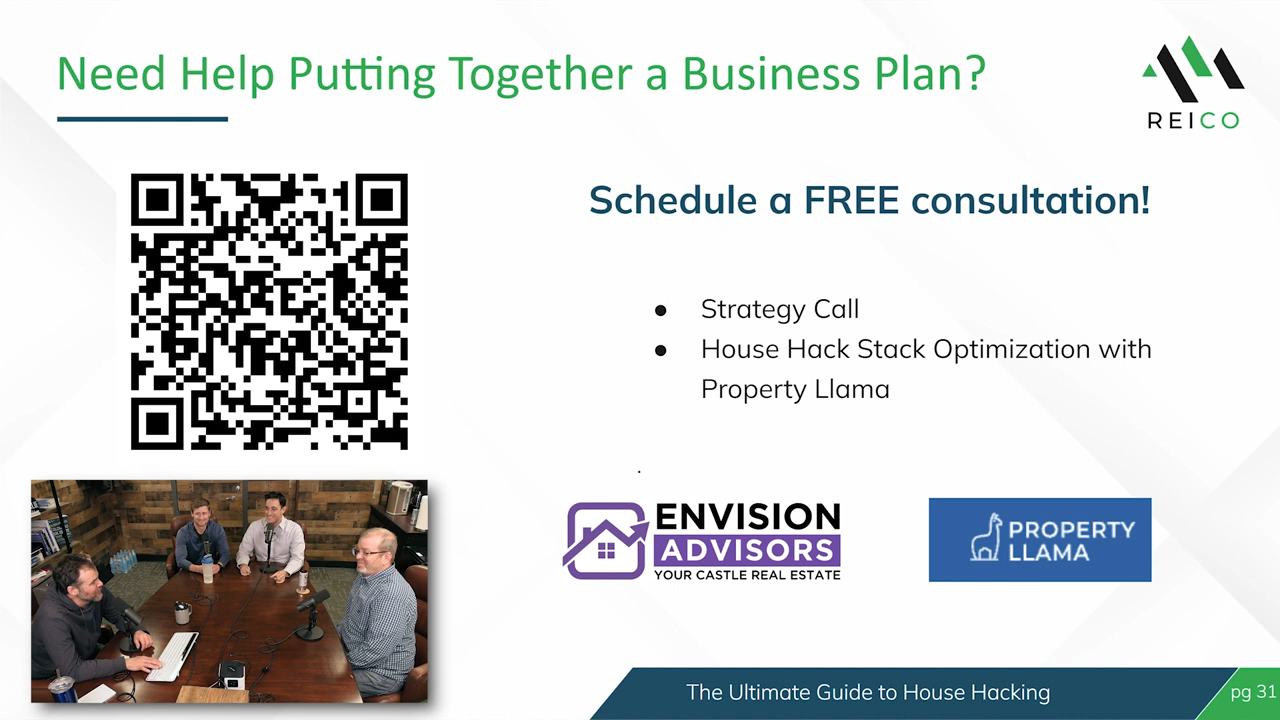 Need Help Putting Together a Business Plan?
REICO
Schedule a FREE consultation!
● Strategy Call
● House Hack Stack Optimization with
Property Llama
.
ENVISION
ADVISORS
YOUR CASTLE REAL ESTATE
PROPERTY
LLAMA
The Ultimate Guide to House Hacking
pg 31